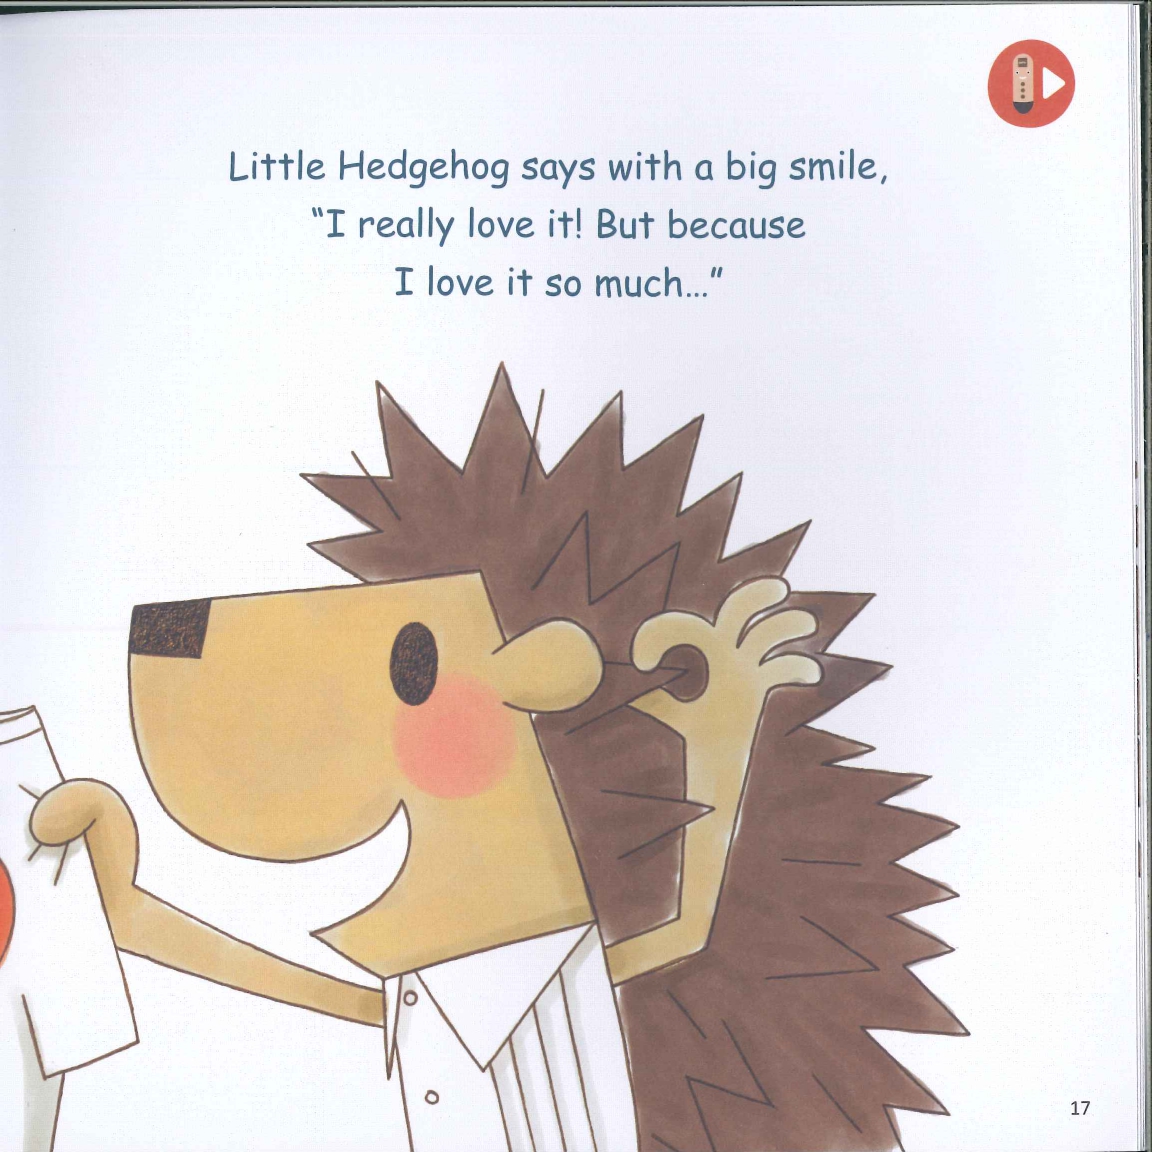 Little Hedgehog says with a big smile,
“I really love it! But because
I love it so much…”
17